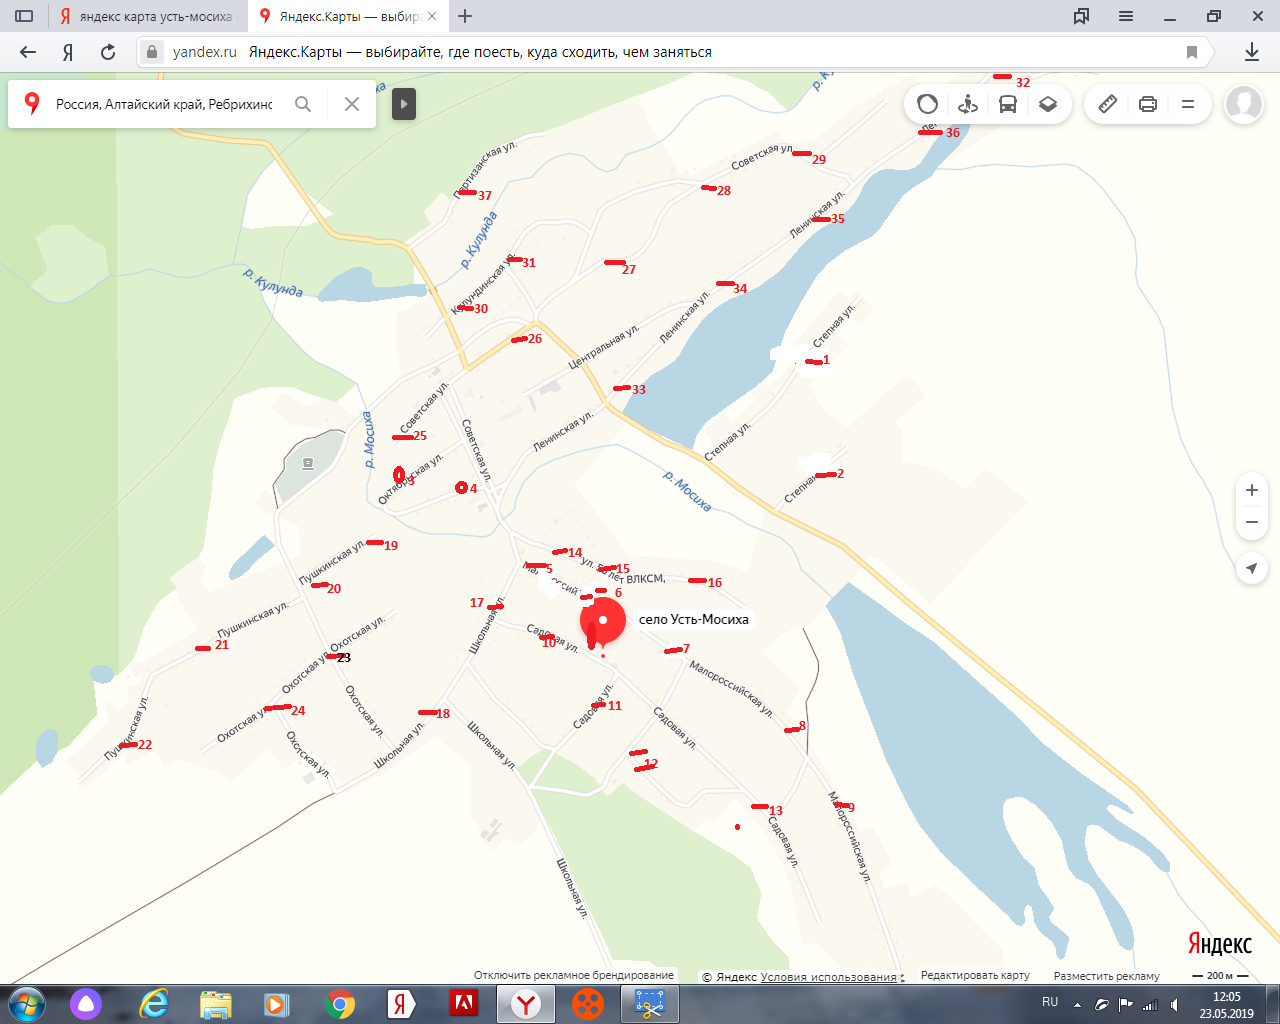 яндекс карта усть-мосиха
Яндекс.Карты — выбир
yandex.ru Яндекс.Карты — выбирайте, где поесть, куда сходить, чем заняться
Россия, Алтайский край, Ребрихинс
32
36
29
Советская ул.
28
Партизанская ул.
37
р. Кулунда
35
Ленинская ул.
31
27
р. Кулунда
34
Кулундинская ул.
30
Ленинская ул.
Степная ул.
26
Центральная ул.
1
33
Советская ул.
р. Мосиха
25
Советская ул.
Ленинская ул.
Степная ул.
Октябрьская ул.
3
4
р. Мосиха
2
Степная
19
Пушкинская ул.
14
ул. 50 лет ВЛКСМ.
5
15
16
20
6
17
Школьная ул.
село Усть-Мосиха
Пушкинская ул.
21
Охотская ул.
Садовая ул.
10
7
23
Охотская ул.
Малороссийская ул.
24
Охотская ул.
18
Садовая ул.
11
Садовая ул.
8
Охотская ул.
Пушкинская ул.
22
Школьная ул.
Школьная ул.
12
Охотская ул.
13
9
Садовая ул.
Малороссийская ул.
Школьная ул.
Яндекс
Отключить рекламное брендирование
© Яндекс Условия использования
Редактировать карту
Разместить рекламу
200 м
RU
12:05
23.05.2019